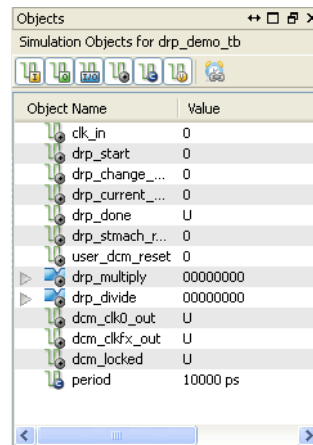 Objects
Simulation Objects for drp_demo_tb
Object Name Value
clk_in 0
drp_start 0
drp_change_... 0
drp_current_... 0
drp_done U
drp_stmach_r... 0
user_dcm_reset 0
drp_multiply 00000000
drp_divide 00000000
dcm_clk0_out U
dcm_clkfx_out U
dcm_locked U
period 10000 ps